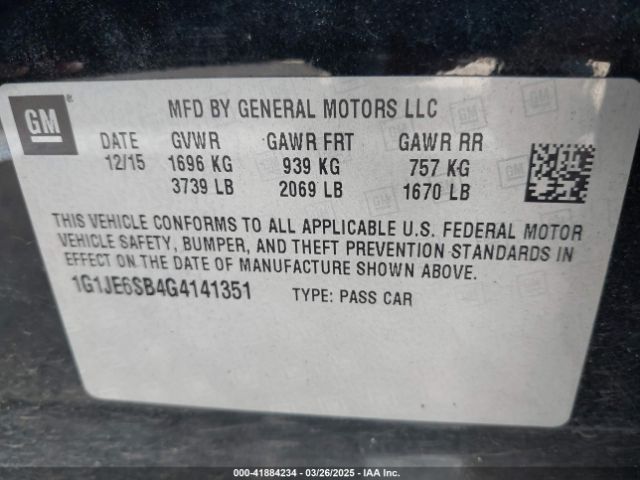 GM
MFD BY GENERAL MOTORS LLC
DATE GVWR GAWR FRT GAWR RR
12/15 1696 KG 939 KG 757 KG
3739 LB 2069 LB 1670 LB
THIS VEHICLE CONFORMS TO ALL APPLICABLE U.S. FEDERAL MOTOR
VEHICLE SAFETY, BUMPER, AND THEFT PREVENTION STANDARDS IN
EFFECT ON THE DATE OF MANUFACTURE SHOWN ABOVE.
1G1JE6SB4G4141351 TYPE: PASS CAR
000-41884234 — 03/26/2025 — © IAA Inc. All Rights Reserved